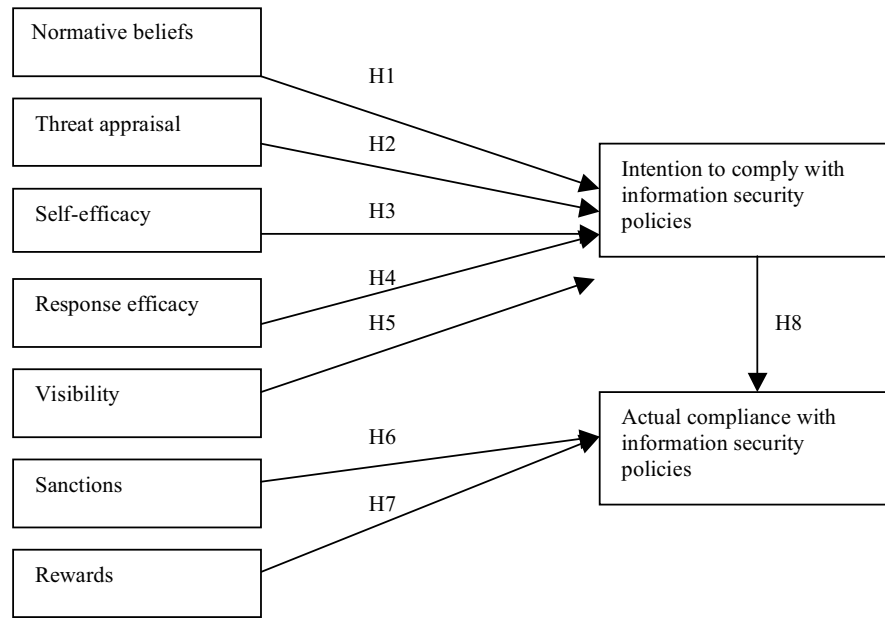 Normative beliefs
H1
Threat appraisal
H2
Intention to comply with
information security
policies
Self-efficacy
H3
Response efficacy
H4
H5
H8
Visibility
Actual compliance with
information security
policies
H6
Sanctions
H7
Rewards